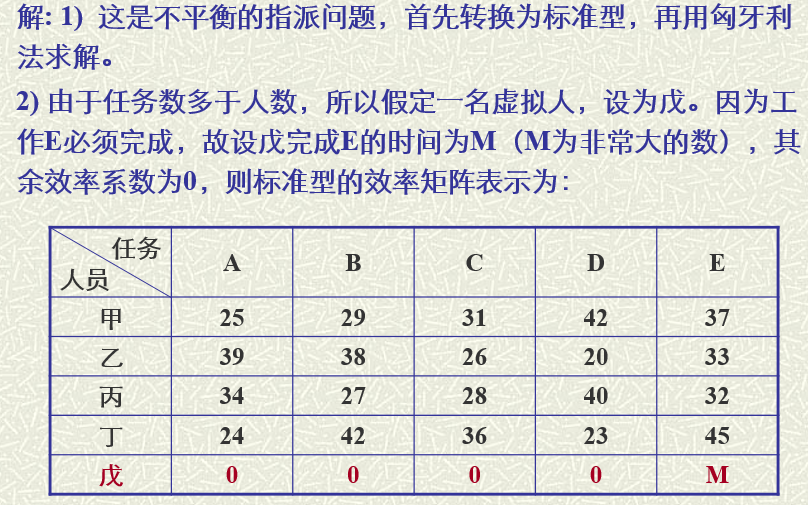 解: 1) 这是不平衡的指派问题，首先转换为标准型，再用匈牙利
法求解。
2) 由于任务数多于人数，所以假定一名虚拟人，设为戊。因为工
作E必须完成，故设戊完成E的时间为M（M为非常大的数），其
余效率系数为0，则标准型的效率矩阵表示为：
任务
人员 A B C D E
甲 25 29 31 42 37
乙 39 38 26 20 33
丙 34 27 28 40 32
丁 24 42 36 23 45
戊 0 0 0 0 M